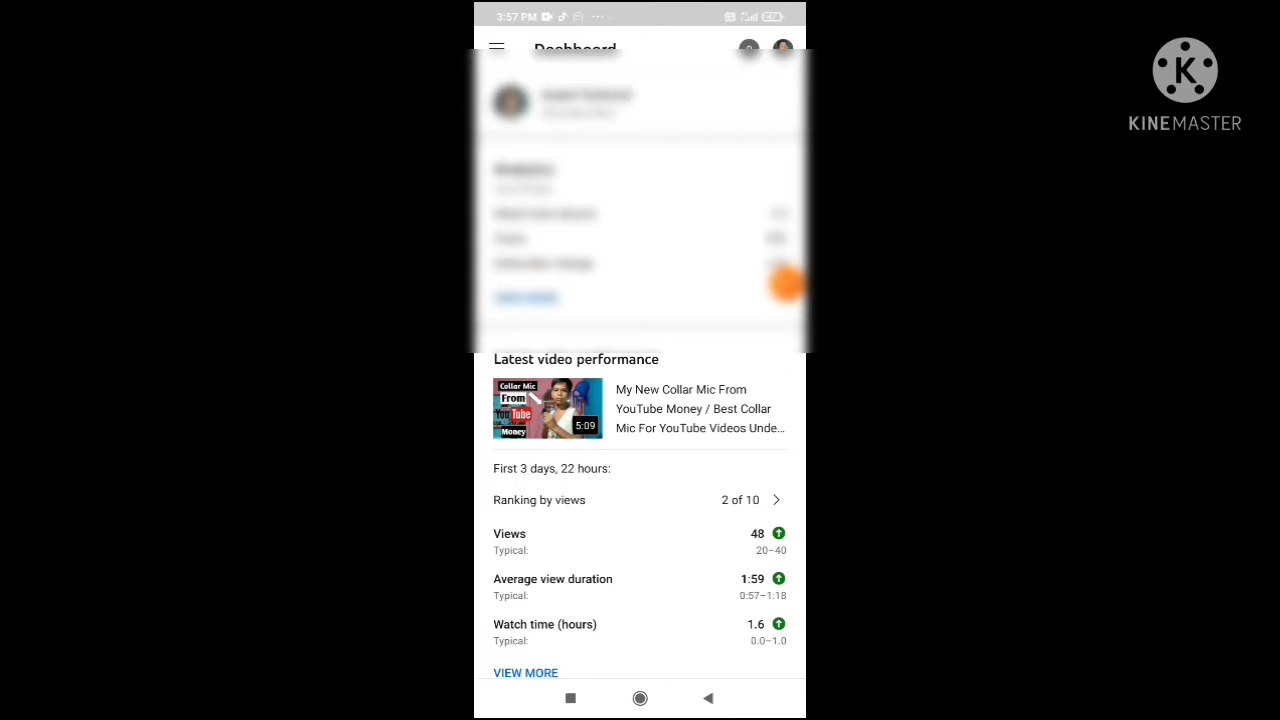 3:57 PM
Dashboard
KINEMASTER
Latest video performance
Collar Mic
From
YouTube
Money
5:09
My New Collar Mic From
YouTube Money / Best Collar
Mic For YouTube Videos Unde...
First 3 days, 22 hours:
Ranking by views 2 of 10
Views 48
Typical: 20–40
Average view duration 1:59
Typical: 0:57–1:18
Watch time (hours) 1.6
Typical: 0.0–1.0
VIEW MORE